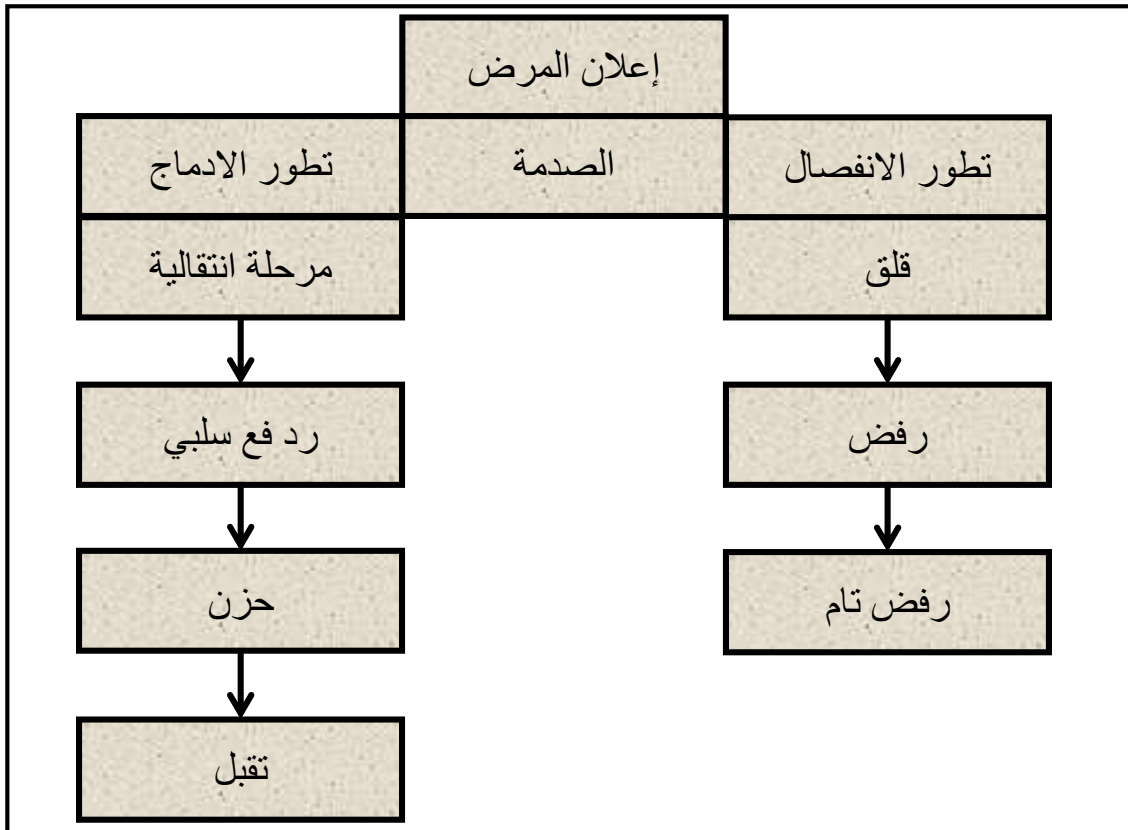 إعلان المرض
تطور الانفصال
الصدمة
تطور الادماج
قلق
مرحلة انتقالية
رفض
رد فع سلبي
رفض تام
حزن
تقبل